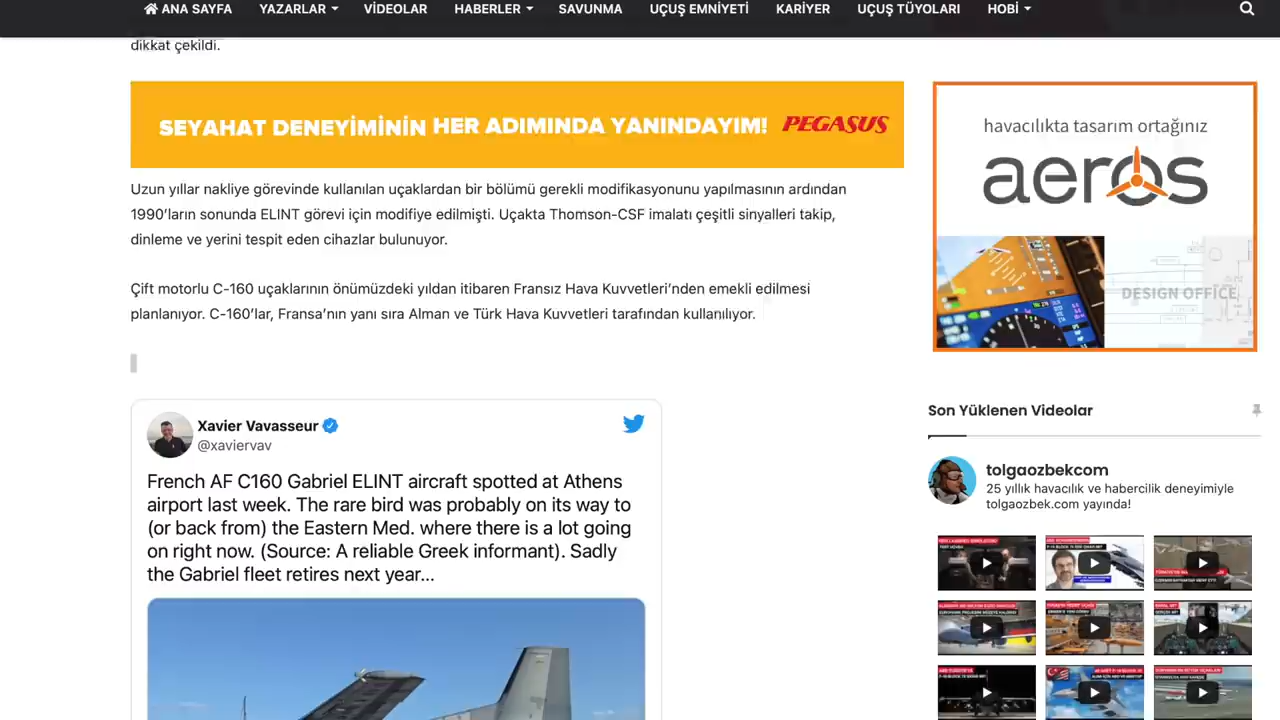 ANA SAYFA YAZARLAR VİDEOLAR HABERLER SAVUNMA UÇUŞ EMNİYETİ KARİYER UÇUŞ TÜYOLARI HOBİ
dikkat çekildi.
SEYAHAT DENEYİMİNİN HER ADIMINDA YANINDAYIM! PEGASUS
Uzun yıllar nakliye görevinde kullanılan uçaklardan bir bölümü gerekli modifikasyonunu yapılmasının ardından
1990’ların sonunda ELINT görevi için modifiye edilmişti. Uçakta Thomson-CSF imalatı çeşitli sinyalleri takip,
dinleme ve yerini tespit eden cihazlar bulunuyor.
Çift motorlu C-160 uçaklarının önümüzdeki yıldan itibaren Fransız Hava Kuvvetleri’nden emekli edilmesi
planlanıyor. C-160’lar, Fransa’nın yanı sıra Alman ve Türk Hava Kuvvetleri tarafından kullanılıyor.
Xavier Vavasseur
@xaviervav
French AF C160 Gabriel ELINT aircraft spotted at Athens
airport last week. The rare bird was probably on its way to
(or back from) the Eastern Med. where there is a lot going
on right now. (Source: A reliable Greek informant). Sadly
the Gabriel fleet retires next year...
havacılıkta tasarım ortağınız
aeros
DESIGN OFFICE
Son Yüklenen Videolar
tolgaozbekcom
25 yıllık havacılık ve habercilik deneyimiyle
tolgaozbek.com yayında!